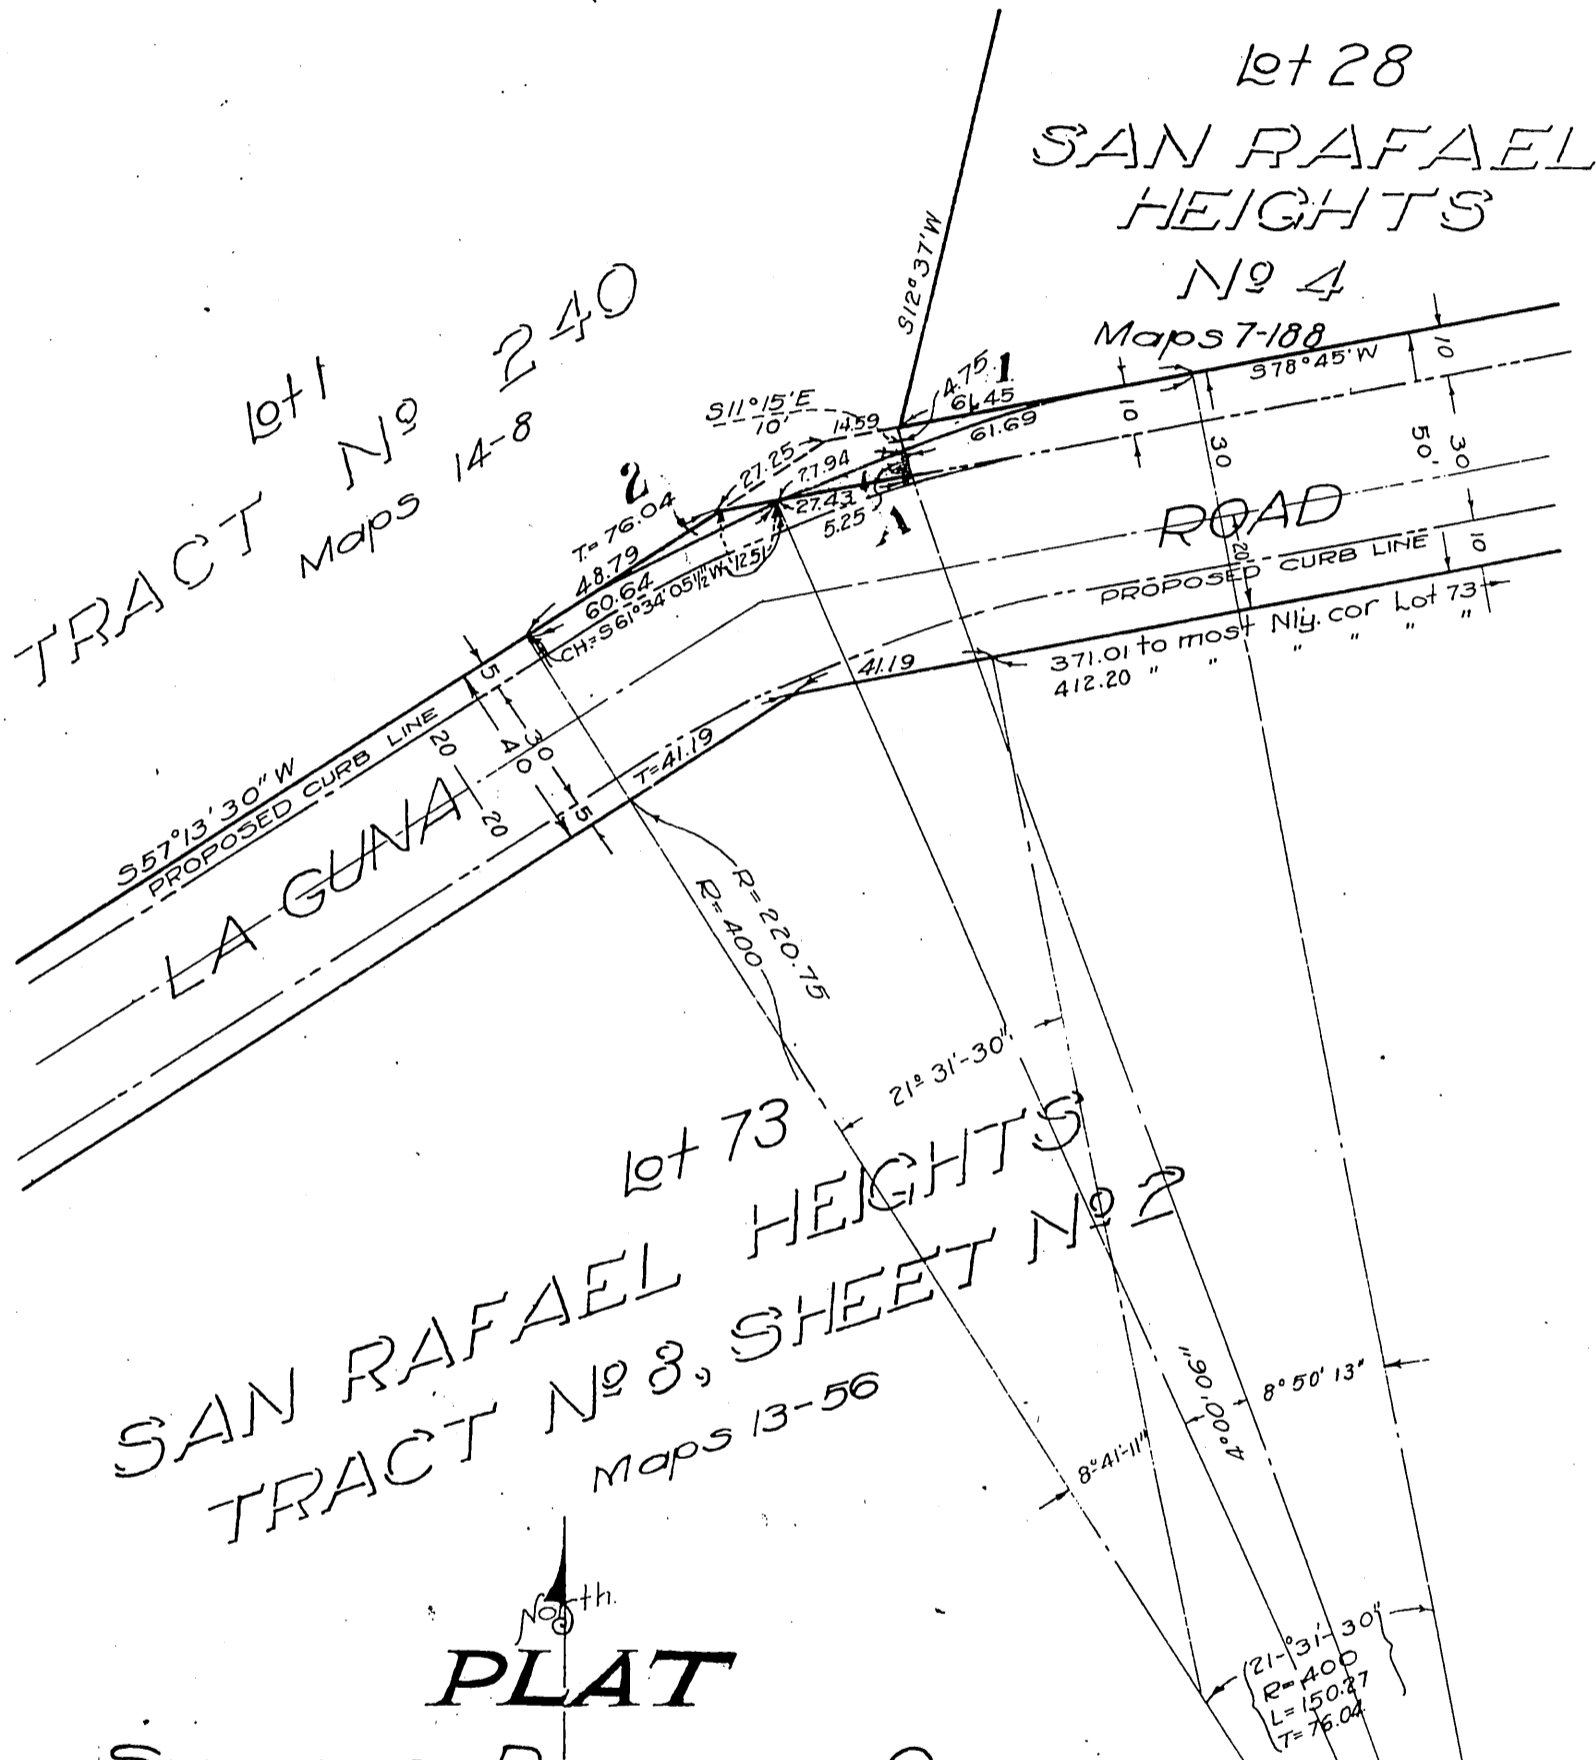 Lot 28
SAN RAFAEL
HEIGHTS
Nº 4
Maps 7-188
S12°37'W
S78°45'W
Lot 1
TRACT Nº 240
Maps 14-8
S11°15'E
10'
14.59
4.75
1
61.45
61.69
27.25
27.94
2
T=76.04
48.79
60.64
CH=S61°34'05½"W
12.51
27.43
5.25
1
10
10
30
50'
30
10
20
ROAD
PROPOSED CURB LINE
371.01 to most Nly. cor Lot 73
412.20 " " " " "
41.19
T=41.19
5
30
40
5
20
20
S57°13'30"W
PROPOSED CURB LINE
LA GUNA
R=220.75
R=400
21°31'-30"
Lot 73
SAN RAFAEL HEIGHTS
TRACT Nº 3, SHEET Nº 2
Maps 13-56
8°41'-11"
4°00'06"
8°50'13"
21-°31'-30"
R=400
L=150.27
T=76.04
North
PLAT